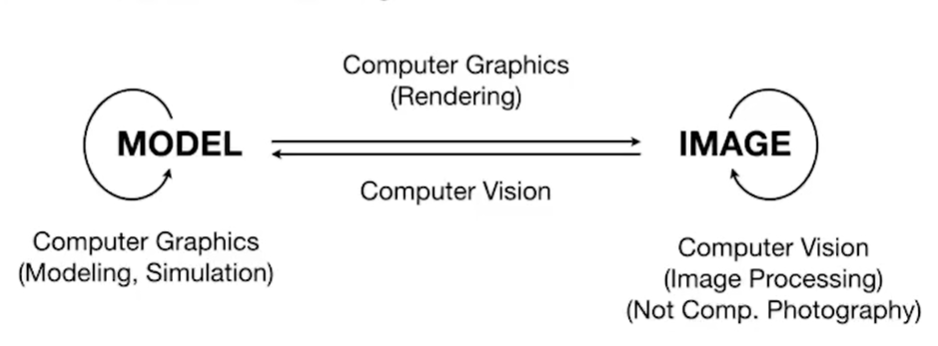 Computer Graphics
(Rendering)
MODEL
IMAGE
Computer Vision
Computer Graphics
(Modeling, Simulation)
Computer Vision
(Image Processing)
(Not Comp. Photography)